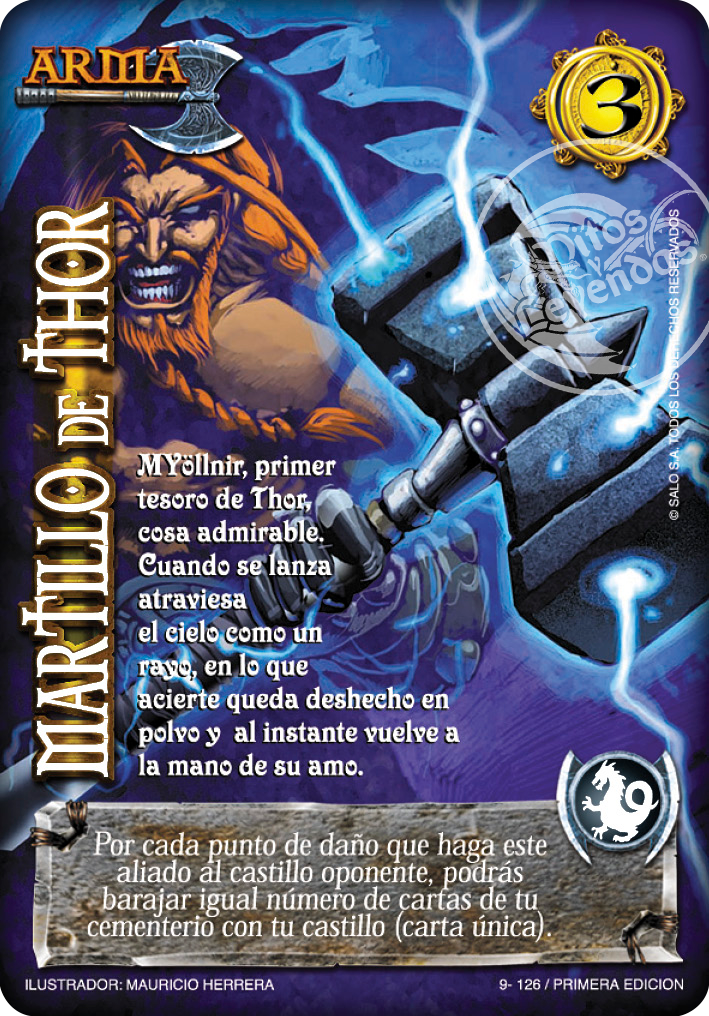 ARMA
3
Mitos
y
Leyendas
MARTILLO DE THOR
© SALO S.A. TODOS LOS DERECHOS RESERVADOS
MYöllnir, primer
tesoro de Thor,
cosa admirable.
Cuando se lanza
atraviesa
el cielo como un
rayo, en lo que
acierte queda deshecho en
polvo y al instante vuelve a
la mano de su amo.
Por cada punto de daño que haga este
aliado al castillo oponente, podrás
barajar igual número de cartas de tu
cementerio con tu castillo (carta única).
ILUSTRADOR: MAURICIO HERRERA
9- 126 / PRIMERA EDICION